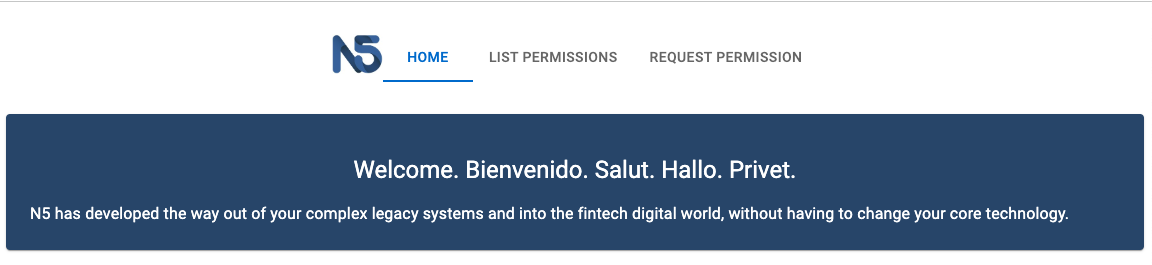 N5 HOME LIST PERMISSIONS REQUEST PERMISSION
Welcome. Bienvenido. Salut. Hallo. Privet.
N5 has developed the way out of your complex legacy systems and into the fintech digital world, without having to change your core technology.